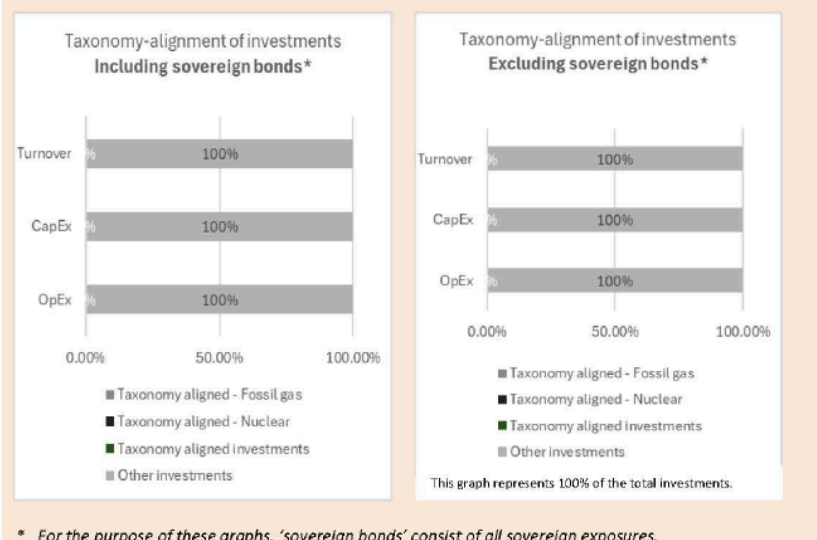 Taxonomy-alignment of investments
Including sovereign bonds*
Turnover % 100%
CapEx % 100%
OpEx % 100%
0.00% 50.00% 100.00%
Taxonomy aligned - Fossil gas
Taxonomy aligned - Nuclear
Taxonomy aligned investments
Other investments
Taxonomy-alignment of investments
Excluding sovereign bonds*
Turnover % 100%
CapEx % 100%
OpEx % 100%
0.00% 50.00% 100.00%
Taxonomy aligned - Fossil gas
Taxonomy aligned - Nuclear
Taxonomy aligned investments
Other investments
This graph represents 100% of the total investments.
* For the purpose of these graphs, 'sovereign bonds' consist of all sovereign exposures.